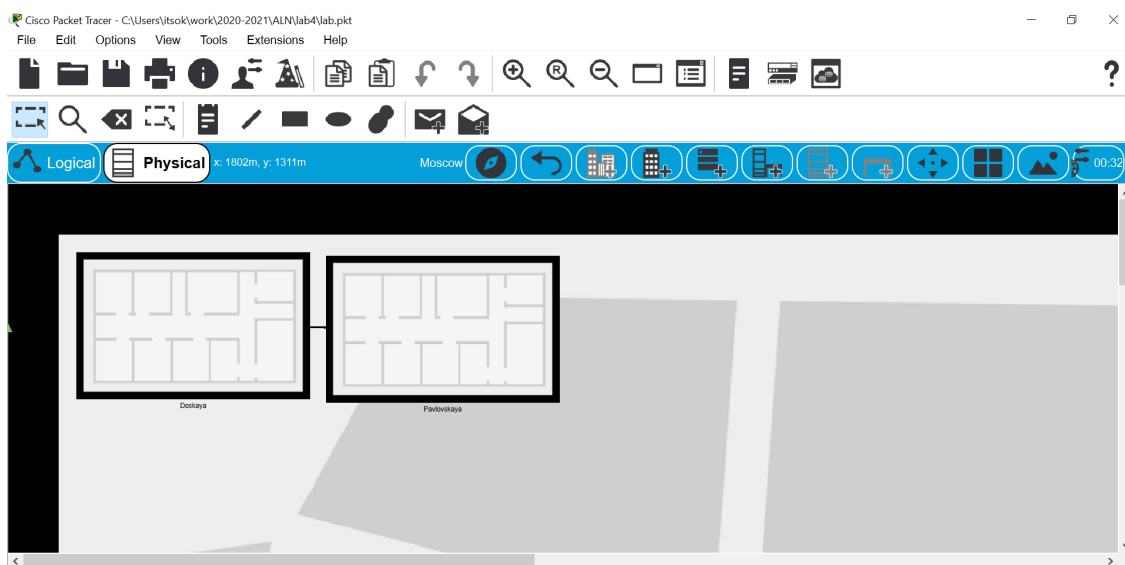 Cisco Packet Tracer - C:\Users\itsok\work\2020-2021\ALN\lab4\lab.pkt
File Edit Options View Tools Extensions Help
Logical Physical x: 1802m, y: 1311m Moscow 00:32
Doskaya
Pavlovskaya